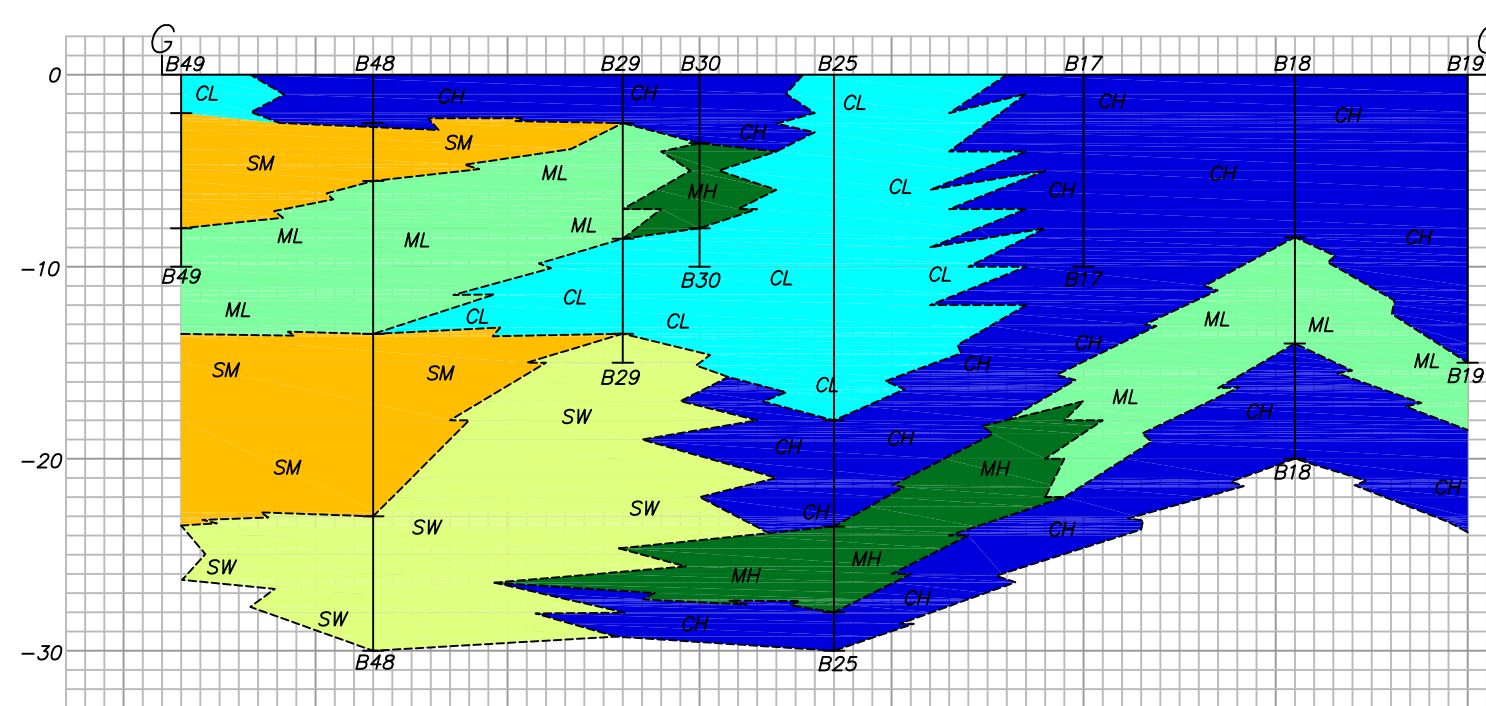 G
B49 B48 B29 B30 B25 B17 B18 B19
0
CL CH CH CL CH CH
CH
SM SM
ML MH CL CH CH
ML ML ML CH
-10
B49 B30 CL CL B17
CL
ML CL CL ML ML
SM SM B29 CL CH CH ML B19
SW ML CH
CH CH
-20
SM MH B18
SW CH CH
SW CH
SW MH MH
SW CH CH
-30
B48 B25